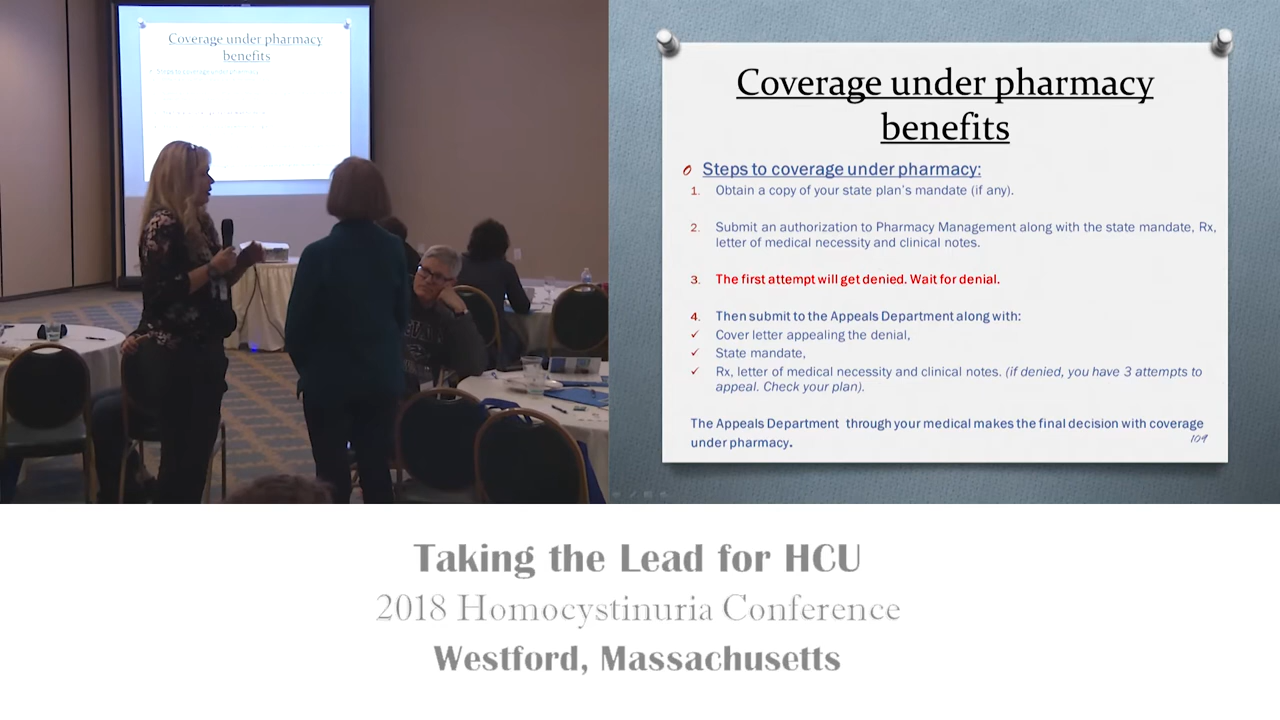 Coverage under pharmacy
benefits
Coverage under pharmacy
benefits
Steps to coverage under pharmacy:
1. Obtain a copy of your state plan's mandate (if any).
2. Submit an authorization to Pharmacy Management along with the state mandate, Rx,
letter of medical necessity and clinical notes.
3. The first attempt will get denied. Wait for denial.
4. Then submit to the Appeals Department along with:
✓ Cover letter appealing the denial,
✓ State mandate,
✓ Rx, letter of medical necessity and clinical notes. (if denied, you have 3 attempts to
appeal. Check your plan).
The Appeals Department through your medical makes the final decision with coverage
under pharmacy.
109
Taking the Lead for HCU
2018 Homocystinuria Conference
Westford, Massachusetts